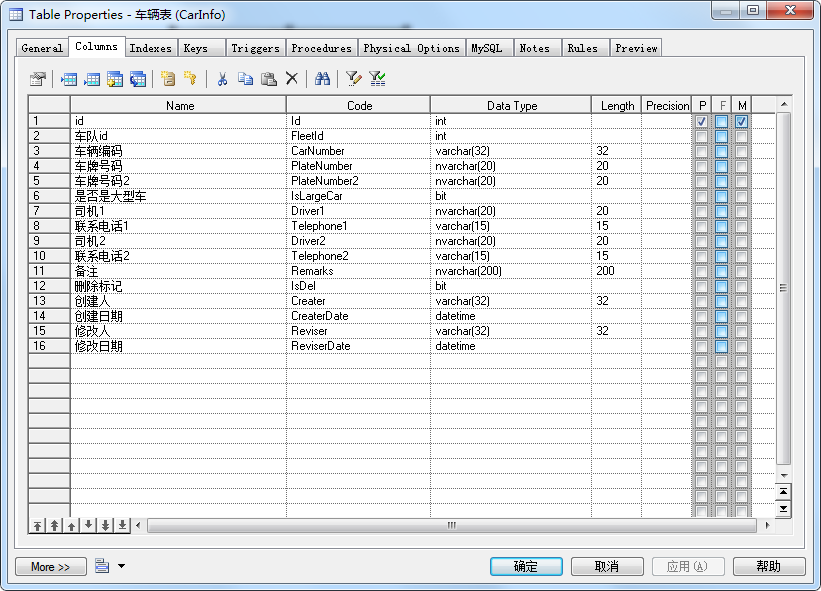 Table Properties - 车辆表 (CarInfo)
General Columns Indexes Keys Triggers Procedures Physical Options MySQL Notes Rules Preview
Name Code Data Type Length Precision P F M
1 id Id int
2 车队id FleetId int
3 车辆编码 CarNumber varchar(32) 32
4 车牌号码 PlateNumber nvarchar(20) 20
5 车牌号码2 PlateNumber2 nvarchar(20) 20
6 是否是大型车 IsLargeCar bit
7 司机1 Driver1 nvarchar(20) 20
8 联系电话1 Telephone1 varchar(15) 15
9 司机2 Driver2 nvarchar(20) 20
10 联系电话2 Telephone2 varchar(15) 15
11 备注 Remarks nvarchar(200) 200
12 删除标记 IsDel bit
13 创建人 Creater varchar(32) 32
14 创建日期 CreaterDate datetime
15 修改人 Reviser varchar(32) 32
16 修改日期 ReviserDate datetime
More >> 确定 取消 应用 (A) 帮助